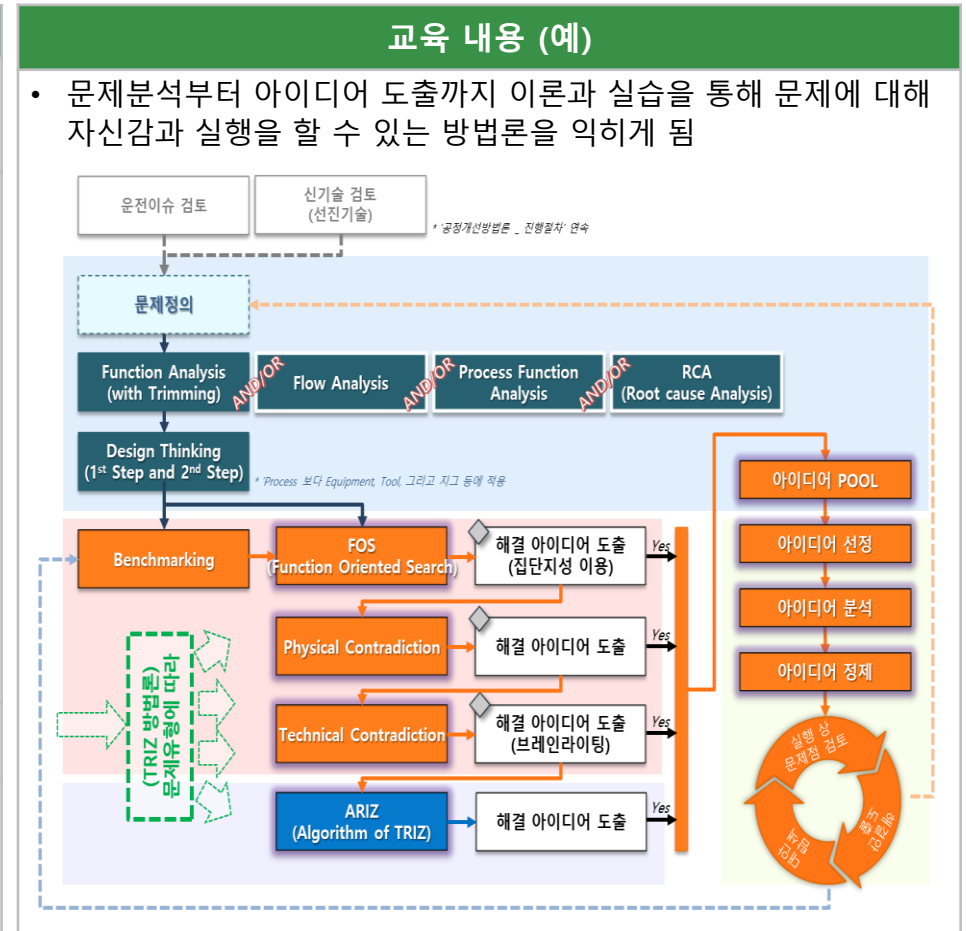 교육 내용 (예)
• 문제분석부터 아이디어 도출까지 이론과 실습을 통해 문제에 대해
자신감과 실행을 할 수 있는 방법론을 익히게 됨
운전이슈 검토
신기술 검토
(선진기술)
* '공정개선방법론 _ 진행절차' 연속
문제정의
Function Analysis
(with Trimming)
AND/OR
Flow Analysis
AND/OR
Process Function
Analysis
AND/OR
RCA
(Root cause Analysis)
Design Thinking
(1st Step and 2nd Step)
* 'Process 보다 Equipment, Tool, 그리고 지그 등에 적용
Benchmarking
FOS
(Function Oriented Search)
해결 아이디어 도출
(집단지성 이용)
Yes
Physical Contradiction
해결 아이디어 도출
Yes
(TRIZ 방법론)
문제유형에 따라
Technical Contradiction
해결 아이디어 도출
(브레인라이팅)
Yes
ARIZ
(Algorithm of TRIZ)
해결 아이디어 도출
Yes
아이디어 POOL
아이디어 선정
아이디어 분석
아이디어 정제
실행 상
문제점 검토
해결안
도출
대안
탐색